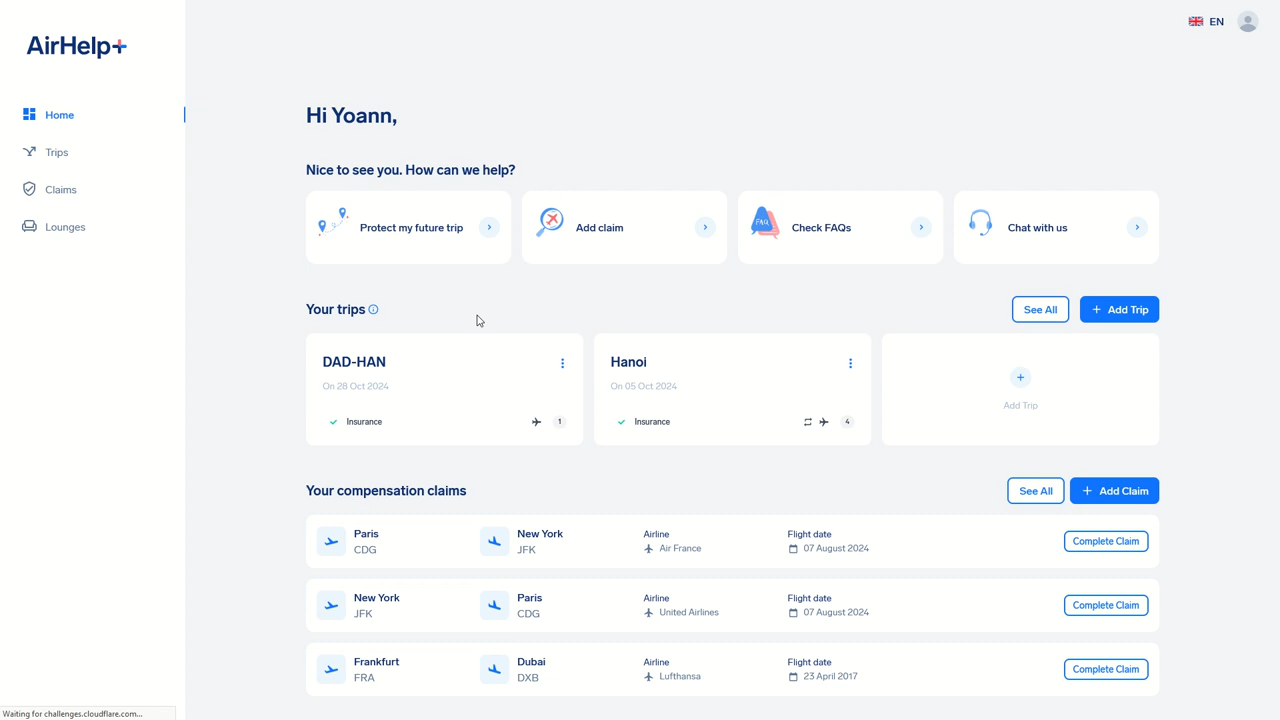 AirHelp+
EN
Home
Trips
Claims
Lounges
Hi Yoann,
Nice to see you. How can we help?
Protect my future trip
Add claim
FAQ
Check FAQs
Chat with us
Your trips
See All
+ Add Trip
DAD-HAN
On 28 Oct 2024
Insurance
1
Hanoi
On 05 Oct 2024
Insurance
4
+
Add Trip
Your compensation claims
See All
+ Add Claim
Paris
CDG
New York
JFK
Airline
Air France
Flight date
07 August 2024
Complete Claim
New York
JFK
Paris
CDG
Airline
United Airlines
Flight date
07 August 2024
Complete Claim
Frankfurt
FRA
Dubai
DXB
Airline
Lufthansa
Flight date
23 April 2017
Complete Claim
Waiting for challenges.cloudflare.com...